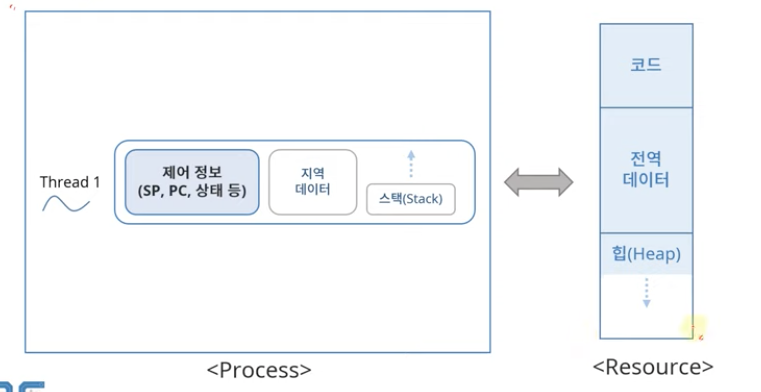 Thread 1
제어 정보
(SP, PC, 상태 등)
지역
데이터
스택(Stack)
코드
전역
데이터
힙(Heap)
<Process>
<Resource>